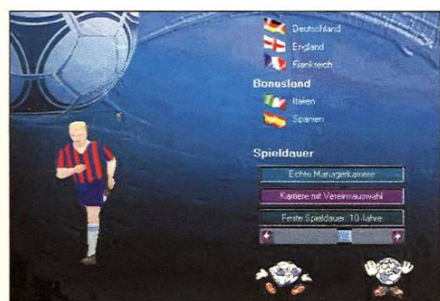 Deutschland
England
Frankreich
Bonusland
Italien
Spanien
Spieldauer
Echte Managerkarriere
Karriere mit Vereinsauswahl
Feste Spieldauer: 10 Jahre